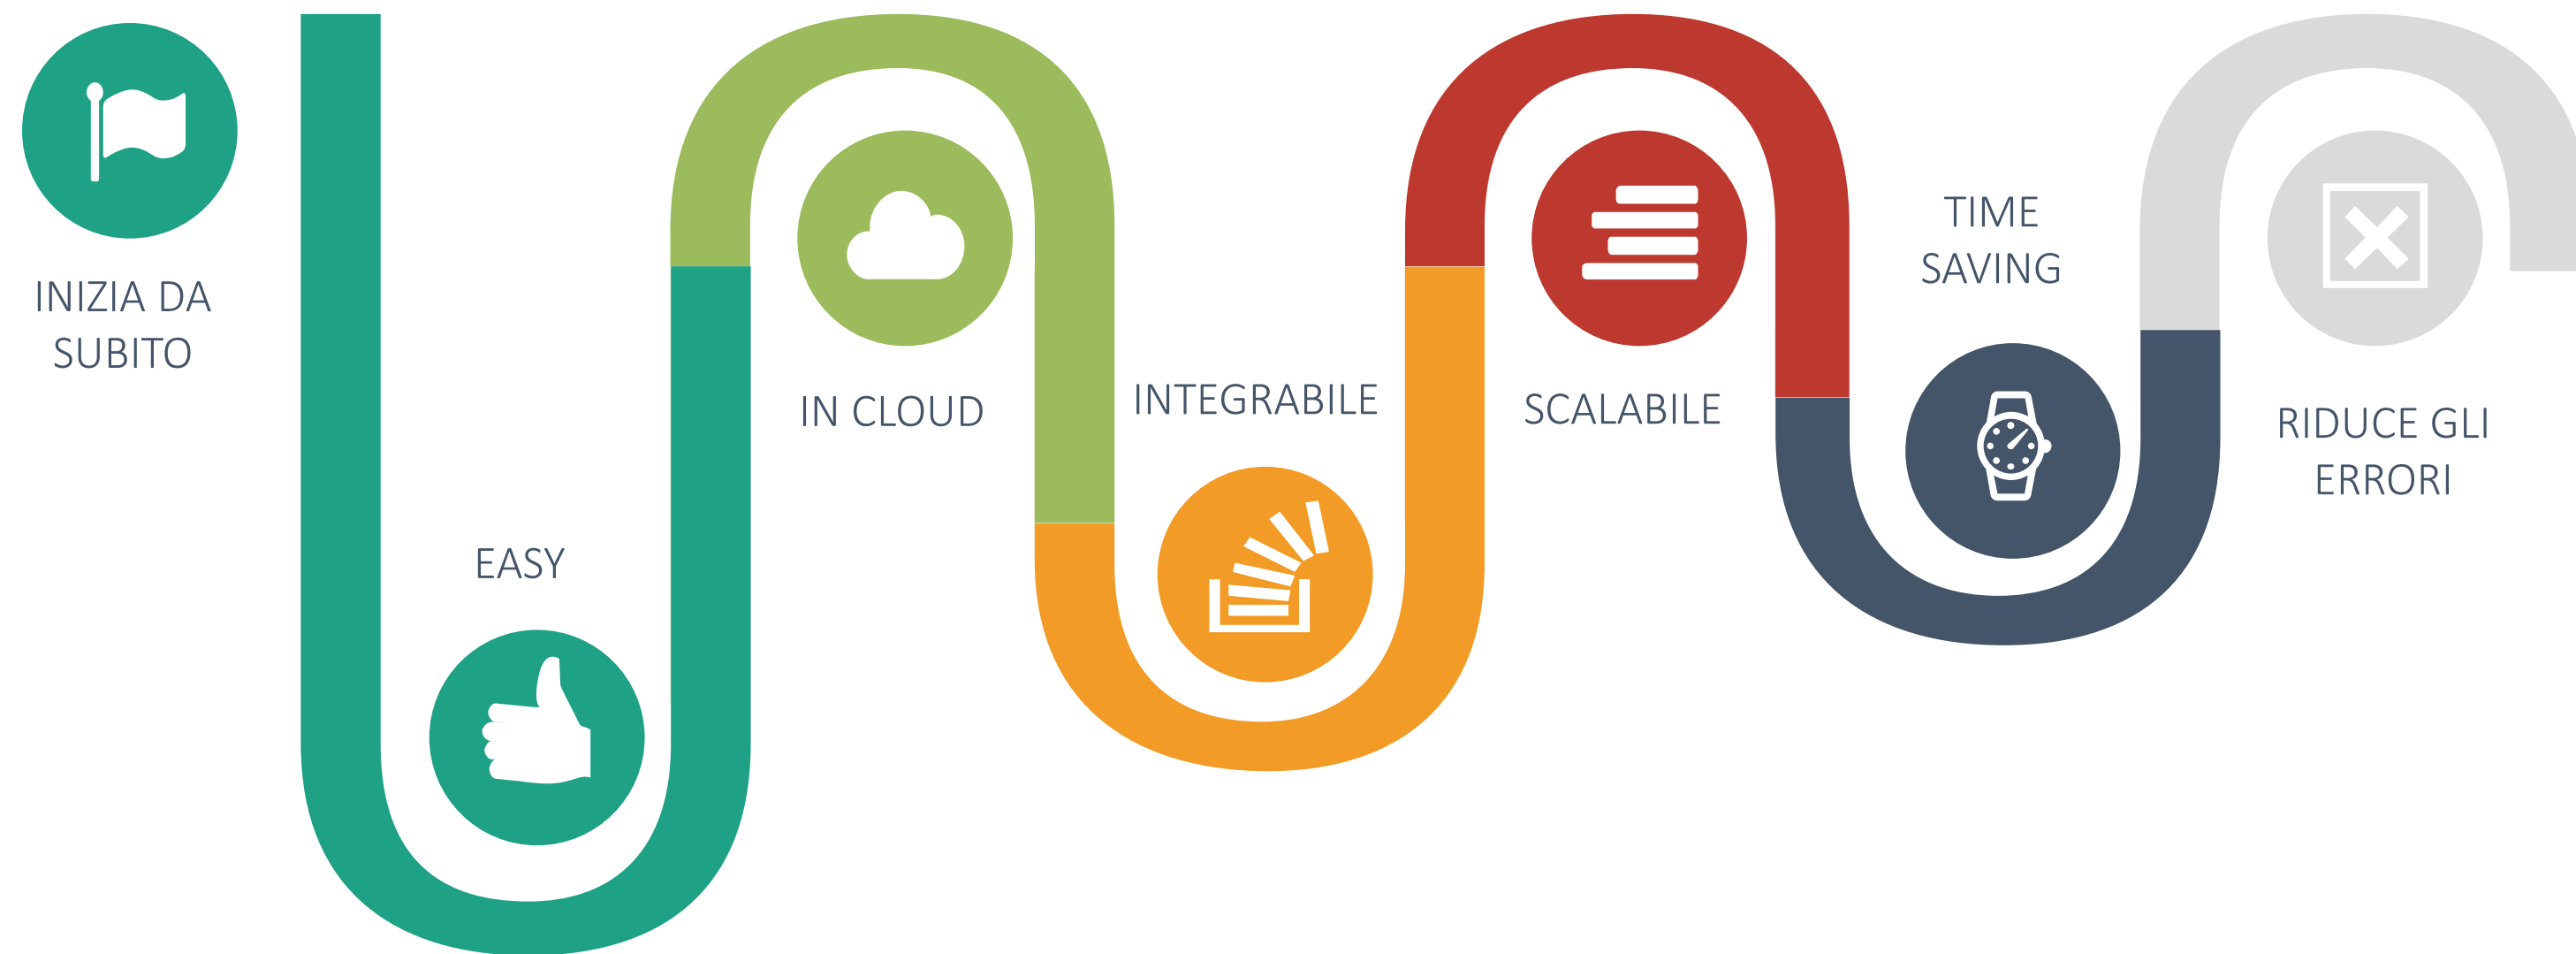 INIZIA DA
SUBITO
EASY
IN CLOUD
INTEGRABILE
SCALABILE
TIME
SAVING
RIDUCE GLI
ERRORI